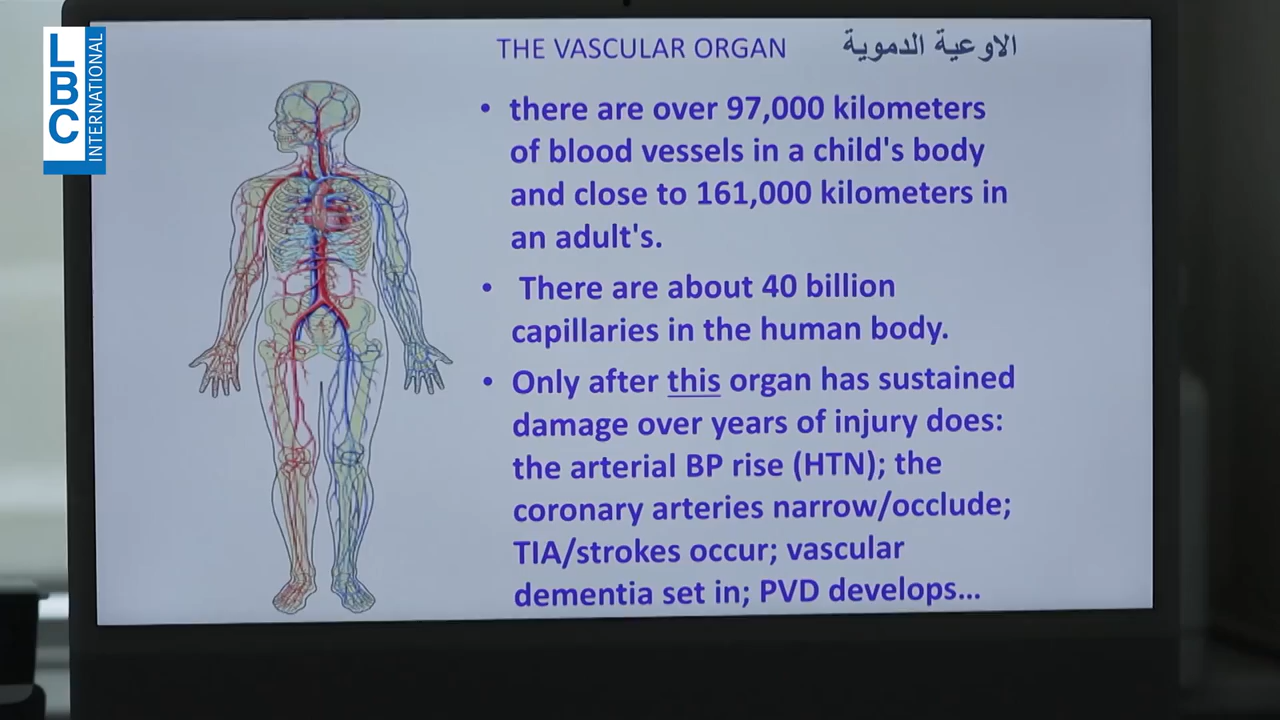 LBC
INTERNATIONAL
THE VASCULAR ORGAN الاوعية الدموية
• there are over 97,000 kilometers
of blood vessels in a child's body
and close to 161,000 kilometers in
an adult's.
• There are about 40 billion
capillaries in the human body.
• Only after this organ has sustained
damage over years of injury does:
the arterial BP rise (HTN); the
coronary arteries narrow/occlude;
TIA/strokes occur; vascular
dementia set in; PVD develops...